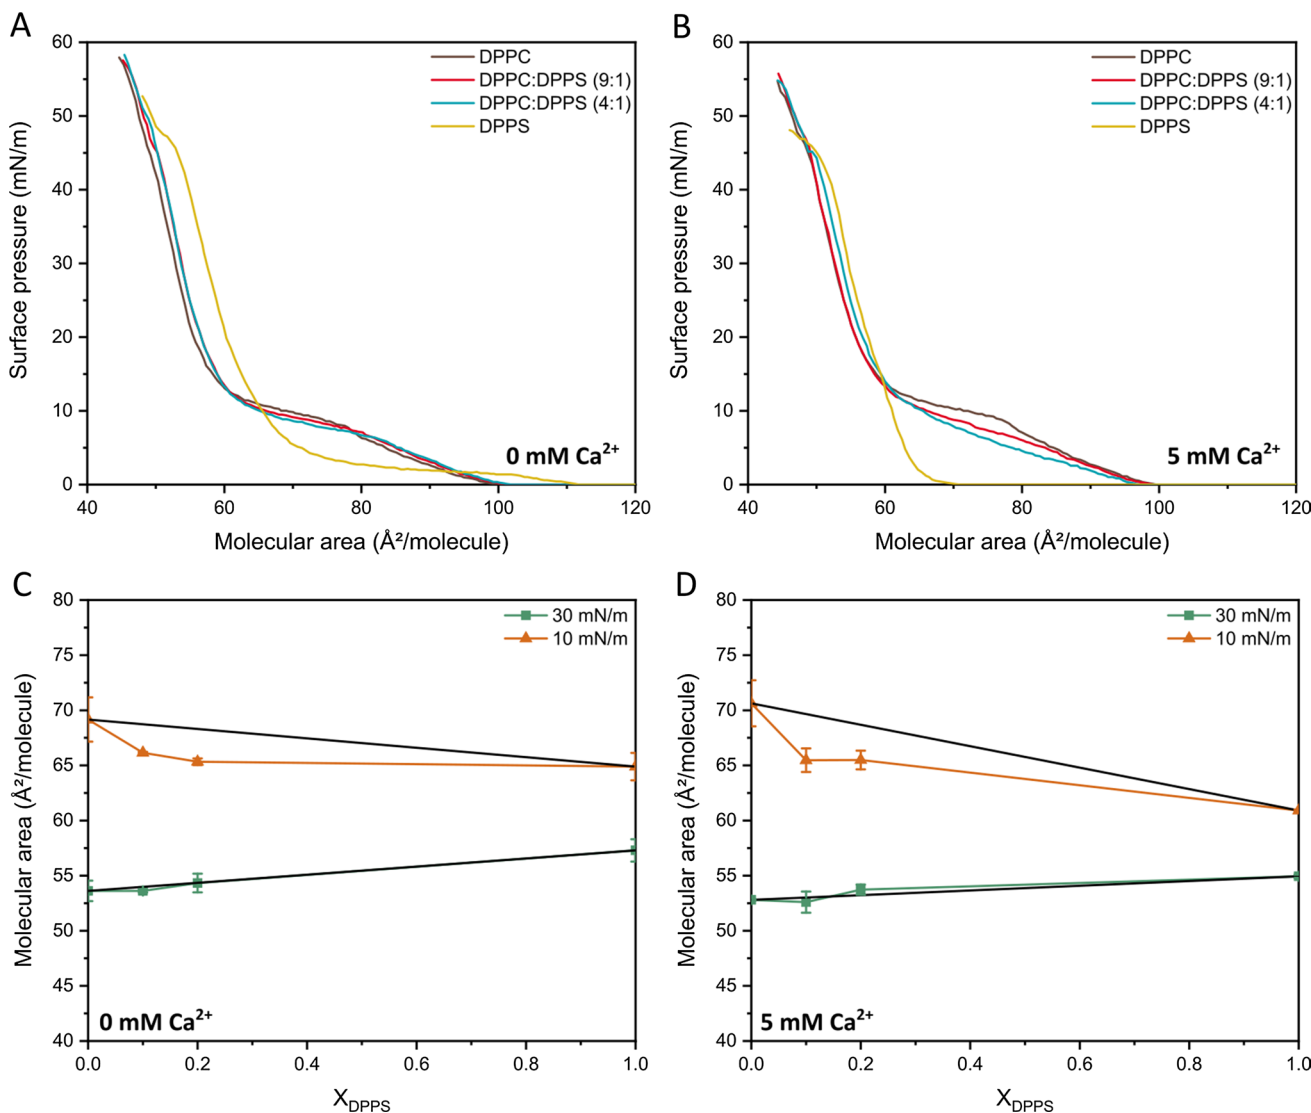 A
60
50
40
30
20
10
0
Surface pressure (mN/m)
DPPC
DPPC:DPPS (9:1)
DPPC:DPPS (4:1)
DPPS
0 mM Ca²⁺
40 60 80 100 120
Molecular area (Å²/molecule)
B
60
50
40
30
20
10
0
Surface pressure (mN/m)
DPPC
DPPC:DPPS (9:1)
DPPC:DPPS (4:1)
DPPS
5 mM Ca²⁺
40 60 80 100 120
Molecular area (Å²/molecule)
C
80
75
70
65
60
55
50
45
40
Molecular area (Å²/molecule)
30 mN/m
10 mN/m
0 mM Ca²⁺
0.0 0.2 0.4 0.6 0.8 1.0
X_DPPS
D
80
75
70
65
60
55
50
45
40
Molecular area (Å²/molecule)
30 mN/m
10 mN/m
5 mM Ca²⁺
0.0 0.2 0.4 0.6 0.8 1.0
X_DPPS